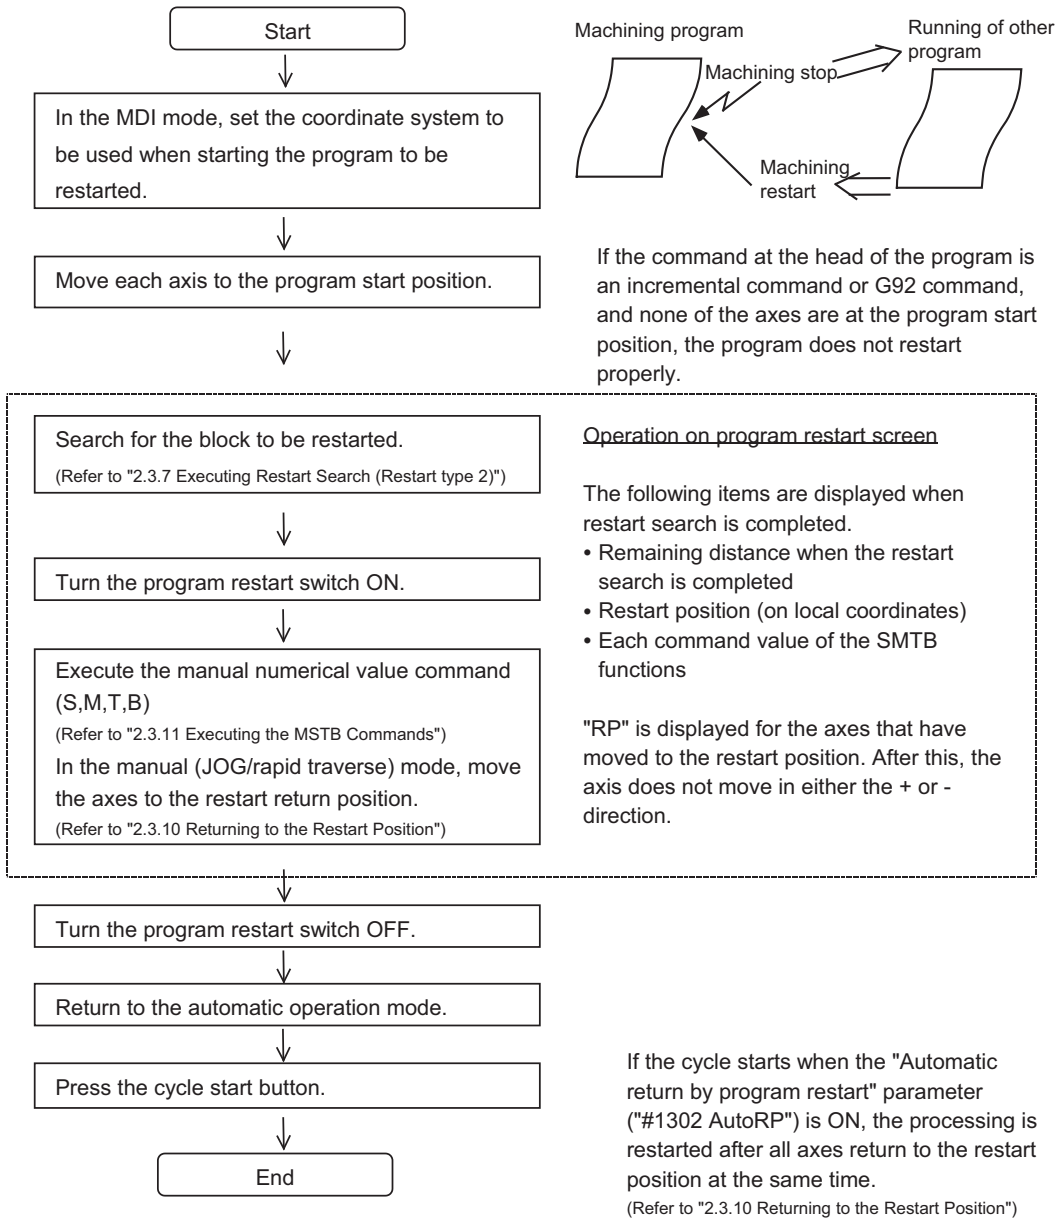 Start
In the MDI mode, set the coordinate system to
be used when starting the program to be
restarted.
Move each axis to the program start position.
Machining program
Running of other
program
Machining stop
Machining
restart
If the command at the head of the program is
an incremental command or G92 command,
and none of the axes are at the program start
position, the program does not restart
properly.
Search for the block to be restarted.
(Refer to "2.3.7 Executing Restart Search (Restart type 2)")
Turn the program restart switch ON.
Execute the manual numerical value command
(S,M,T,B)
(Refer to "2.3.11 Executing the MSTB Commands")
In the manual (JOG/rapid traverse) mode, move
the axes to the restart return position.
(Refer to "2.3.10 Returning to the Restart Position")
Operation on program restart screen
The following items are displayed when
restart search is completed.
• Remaining distance when the restart
search is completed
• Restart position (on local coordinates)
• Each command value of the SMTB
functions
"RP" is displayed for the axes that have
moved to the restart position. After this, the
axis does not move in either the + or -
direction.
Turn the program restart switch OFF.
Return to the automatic operation mode.
Press the cycle start button.
End
If the cycle starts when the "Automatic
return by program restart" parameter
("#1302 AutoRP") is ON, the processing is
restarted after all axes return to the restart
position at the same time.
(Refer to "2.3.10 Returning to the Restart Position")